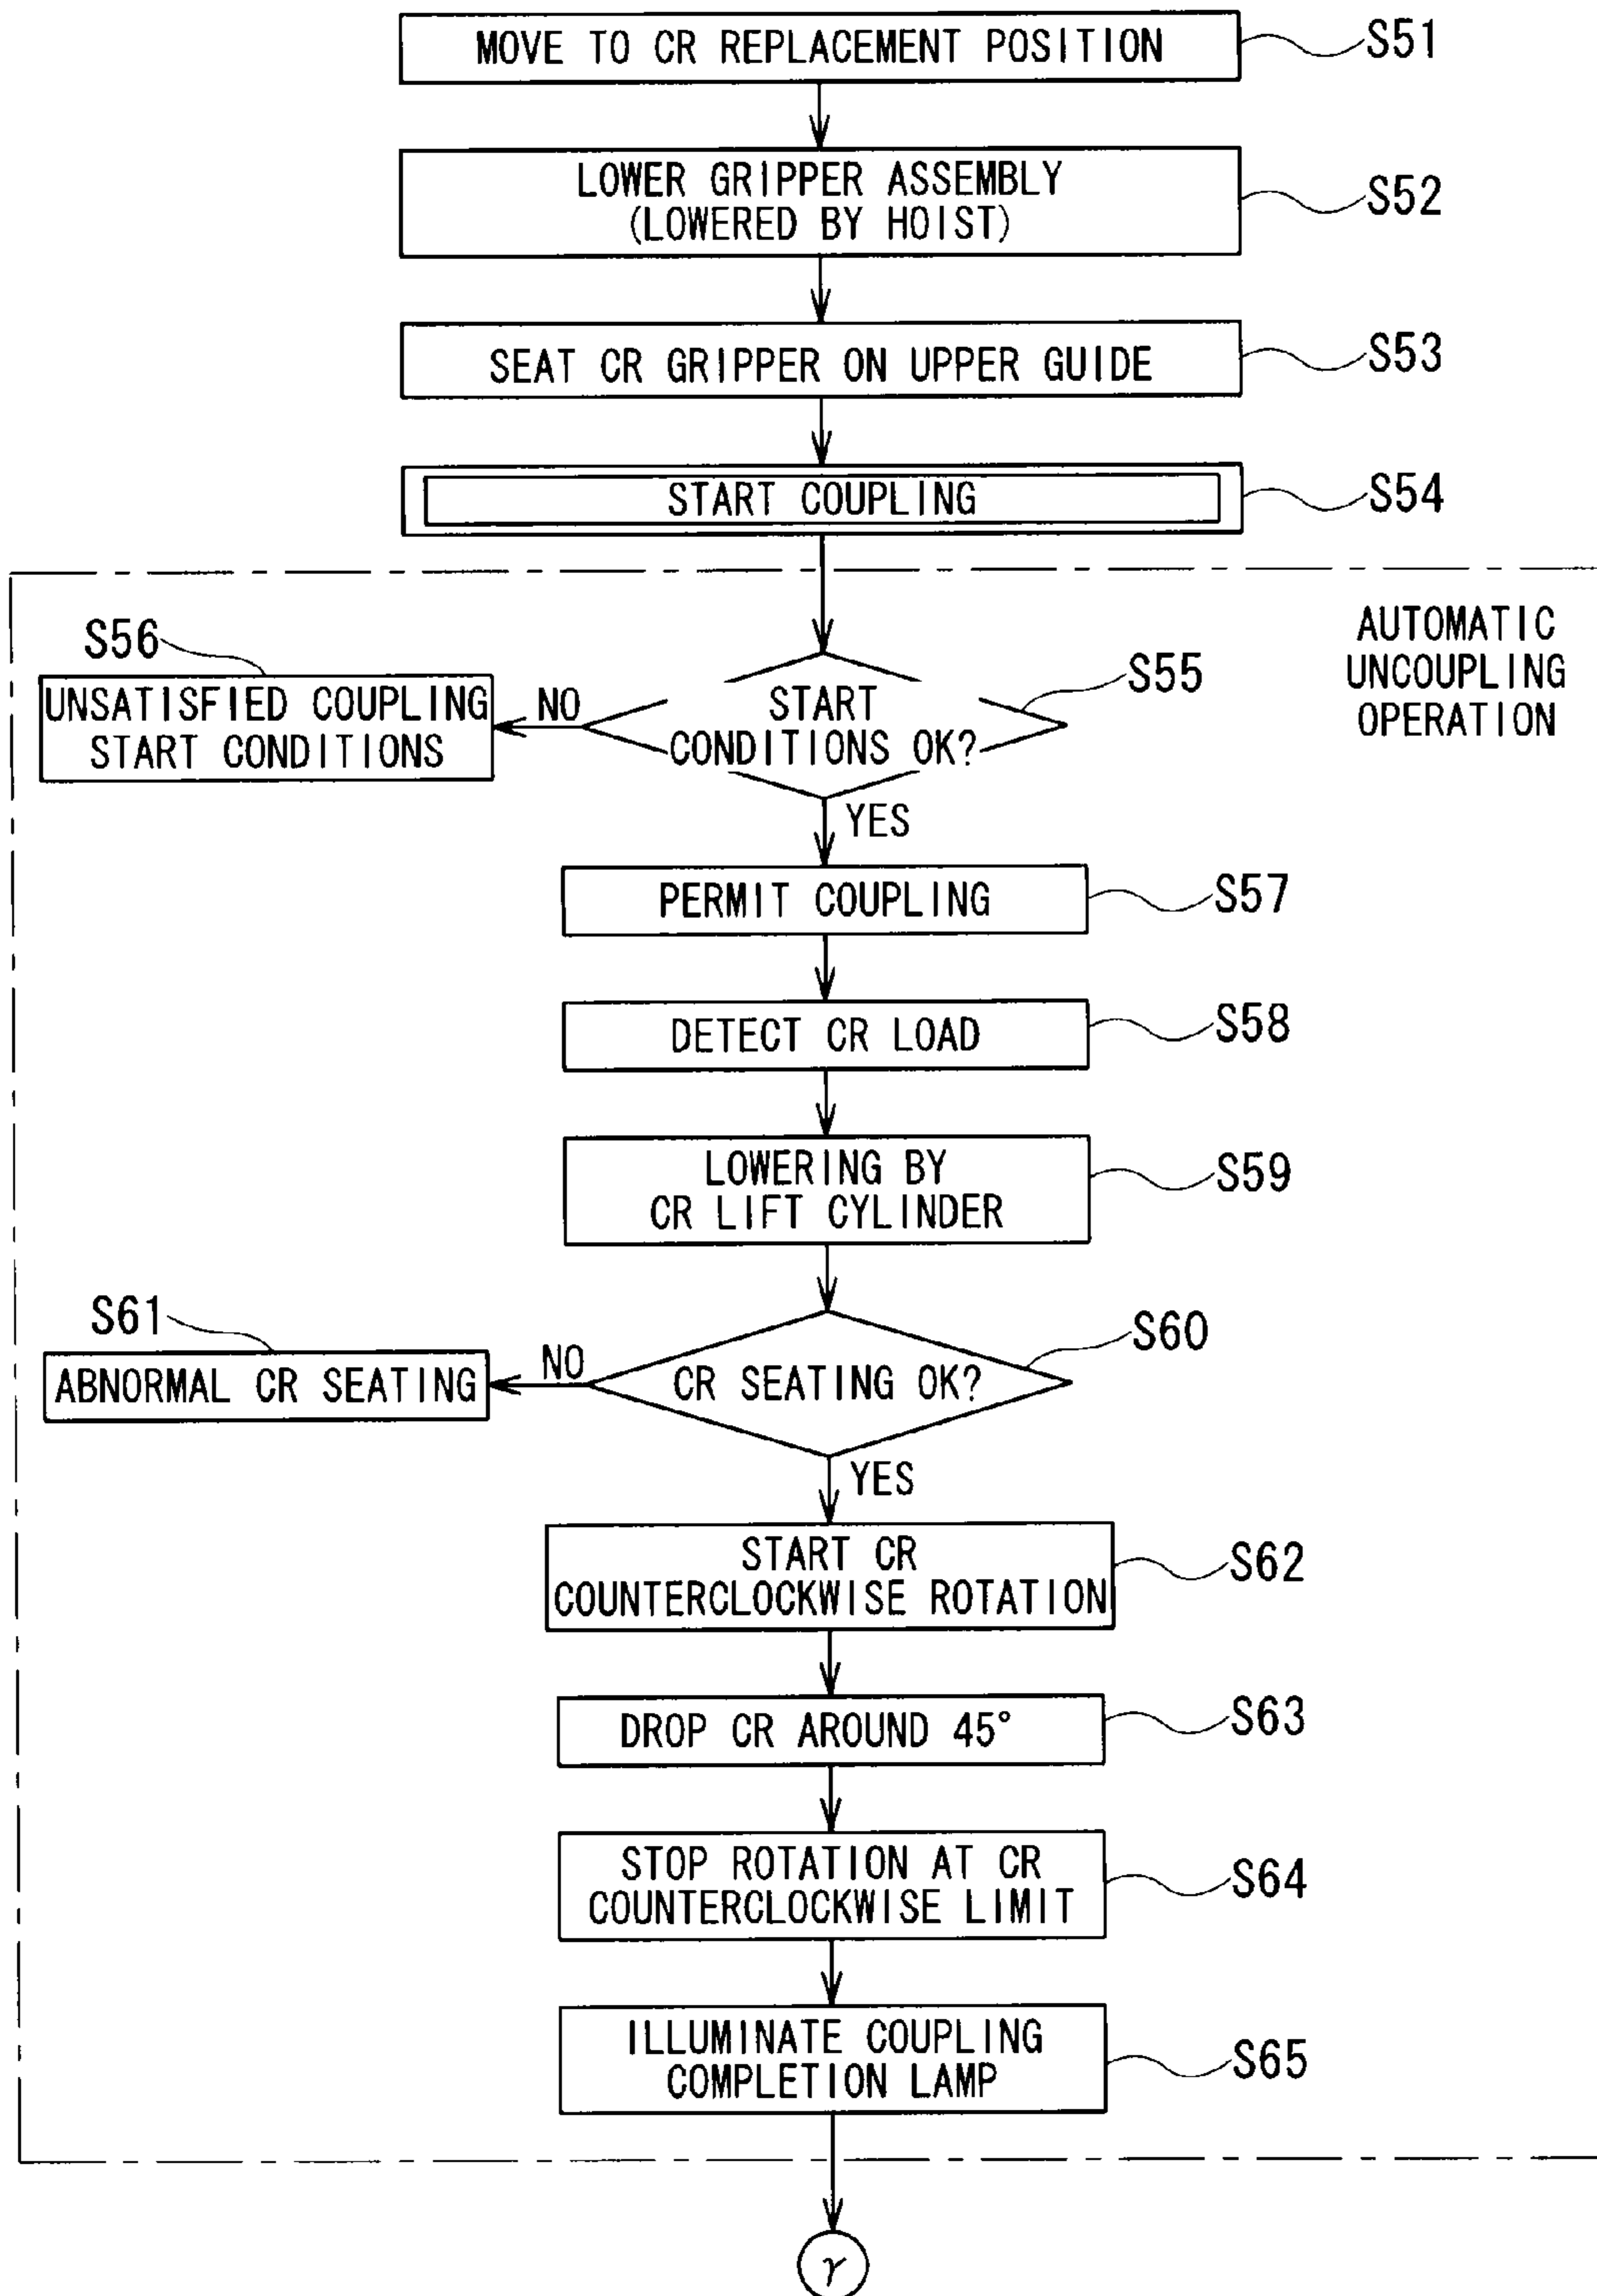 MOVE TO CR REPLACEMENT POSITION
S51
LOWER GRIPPER ASSEMBLY
(LOWERED BY HOIST)
S52
SEAT CR GRIPPER ON UPPER GUIDE
S53
START COUPLING
S54
AUTOMATIC
UNCOUPLING
OPERATION
S56
UNSATISFIED COUPLING
START CONDITIONS
NO
START
CONDITIONS OK?
S55
YES
PERMIT COUPLING
S57
DETECT CR LOAD
S58
LOWERING BY
CR LIFT CYLINDER
S59
S61
ABNORMAL CR SEATING
NO
CR SEATING OK?
S60
YES
START CR
COUNTERCLOCKWISE ROTATION
S62
DROP CR AROUND 45°
S63
STOP ROTATION AT CR
COUNTERCLOCKWISE LIMIT
S64
ILLUMINATE COUPLING
COMPLETION LAMP
S65
γ